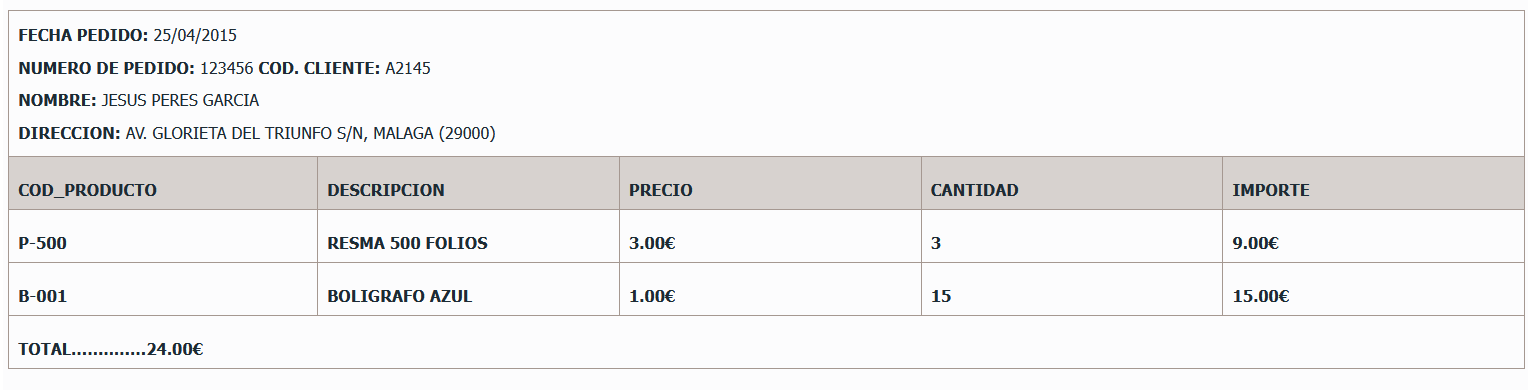 FECHA PEDIDO: 25/04/2015
NUMERO DE PEDIDO: 123456 COD. CLIENTE: A2145
NOMBRE: JESUS PERES GARCIA
DIRECCION: AV. GLORIETA DEL TRIUNFO S/N, MALAGA (29000)
COD_PRODUCTO DESCRIPCION PRECIO CANTIDAD IMPORTE
P-500 RESMA 500 FOLIOS 3.00€ 3 9.00€
B-001 BOLIGRAFO AZUL 1.00€ 15 15.00€
TOTAL..............24.00€